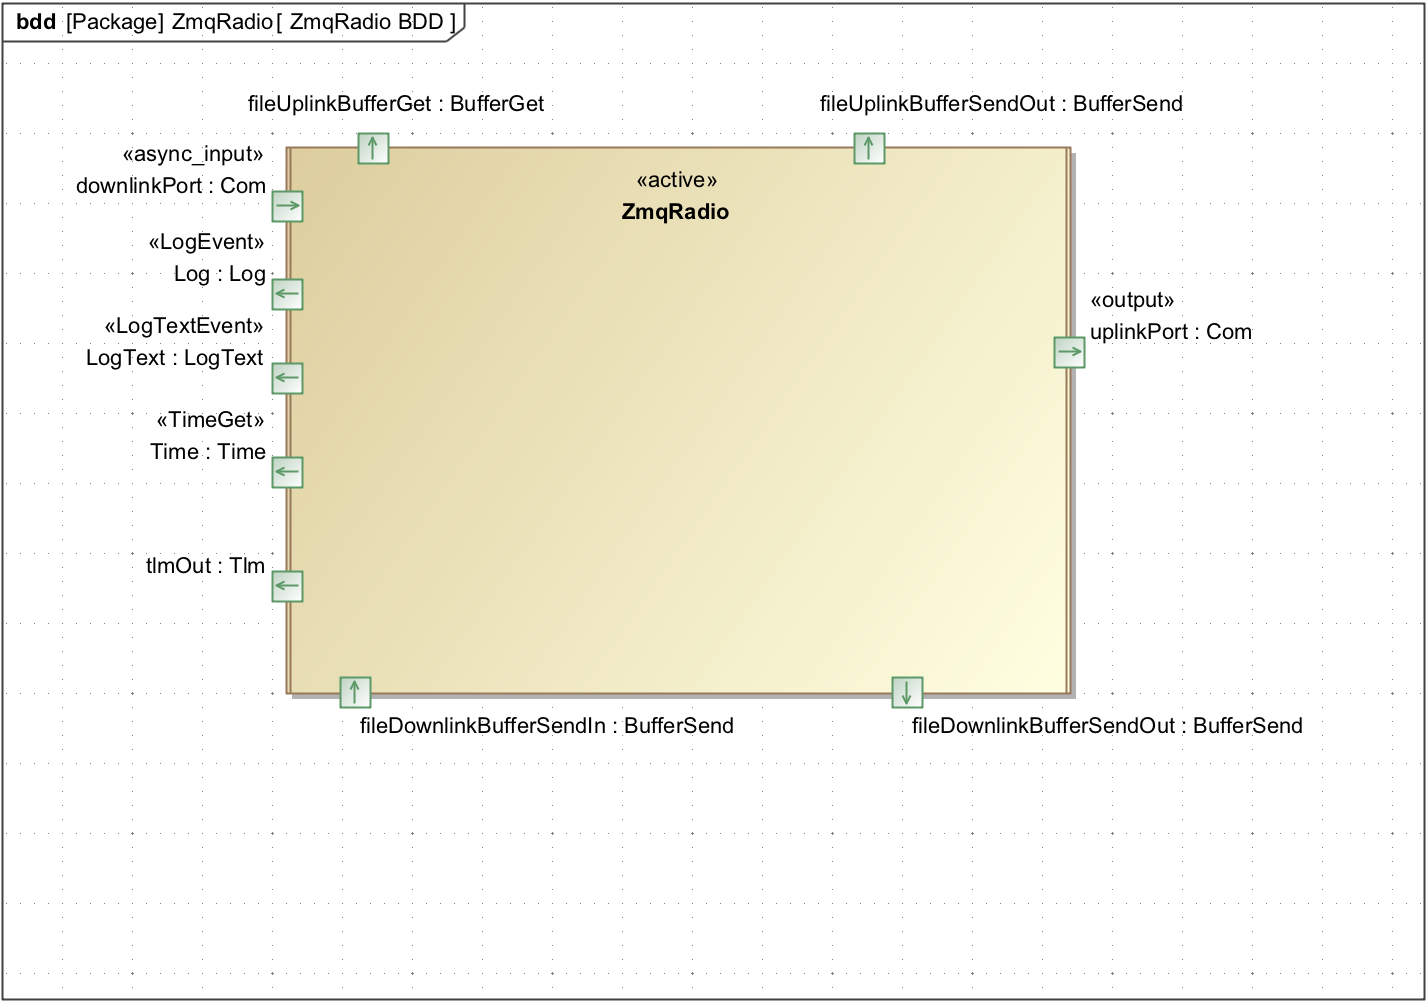 bdd [Package] ZmqRadio[ ZmqRadio BDD ]
fileUplinkBufferGet : BufferGet
fileUplinkBufferSendOut : BufferSend
«async_input»
downlinkPort : Com
«active»
ZmqRadio
«LogEvent»
Log : Log
«output»
uplinkPort : Com
«LogTextEvent»
LogText : LogText
«TimeGet»
Time : Time
tlmOut : Tlm
fileDownlinkBufferSendIn : BufferSend
fileDownlinkBufferSendOut : BufferSend